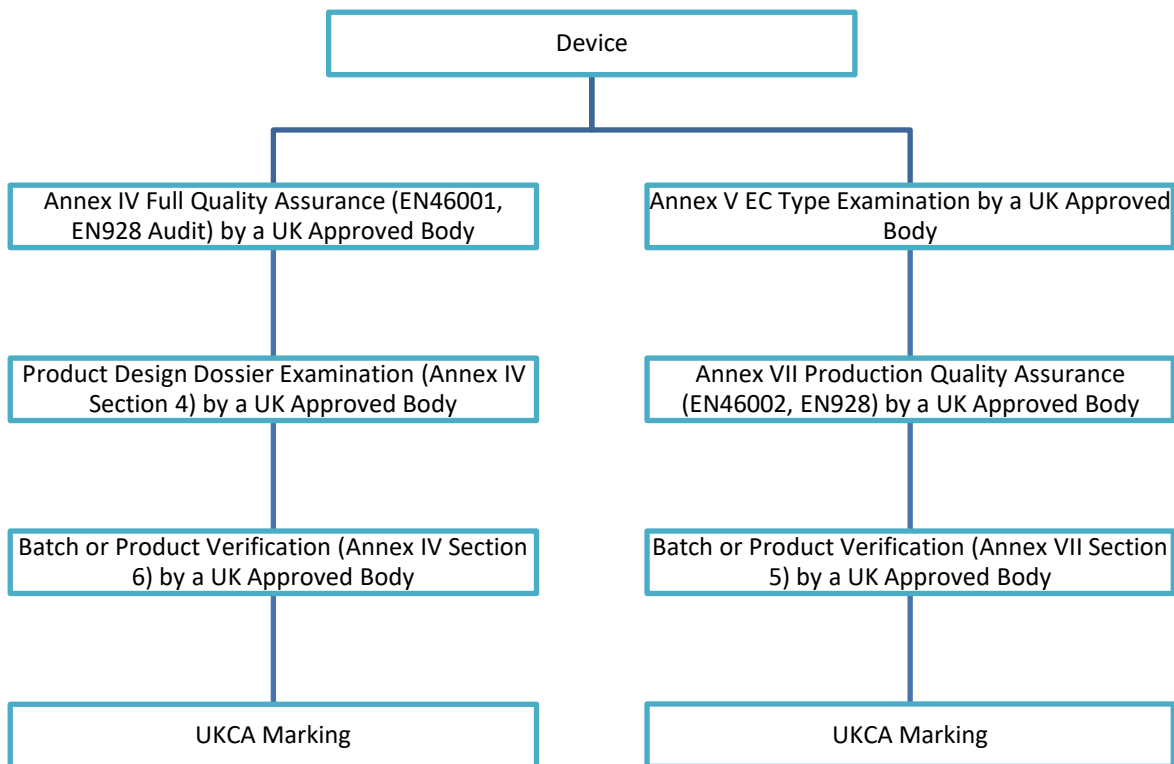 Device
Annex IV Full Quality Assurance (EN46001,
EN928 Audit) by a UK Approved Body
Product Design Dossier Examination (Annex IV
Section 4) by a UK Approved Body
Batch or Product Verification (Annex IV Section
6) by a UK Approved Body
UKCA Marking
Annex V EC Type Examination by a UK Approved
Body
Annex VII Production Quality Assurance
(EN46002, EN928) by a UK Approved Body
Batch or Product Verification (Annex VII Section
5) by a UK Approved Body
UKCA Marking